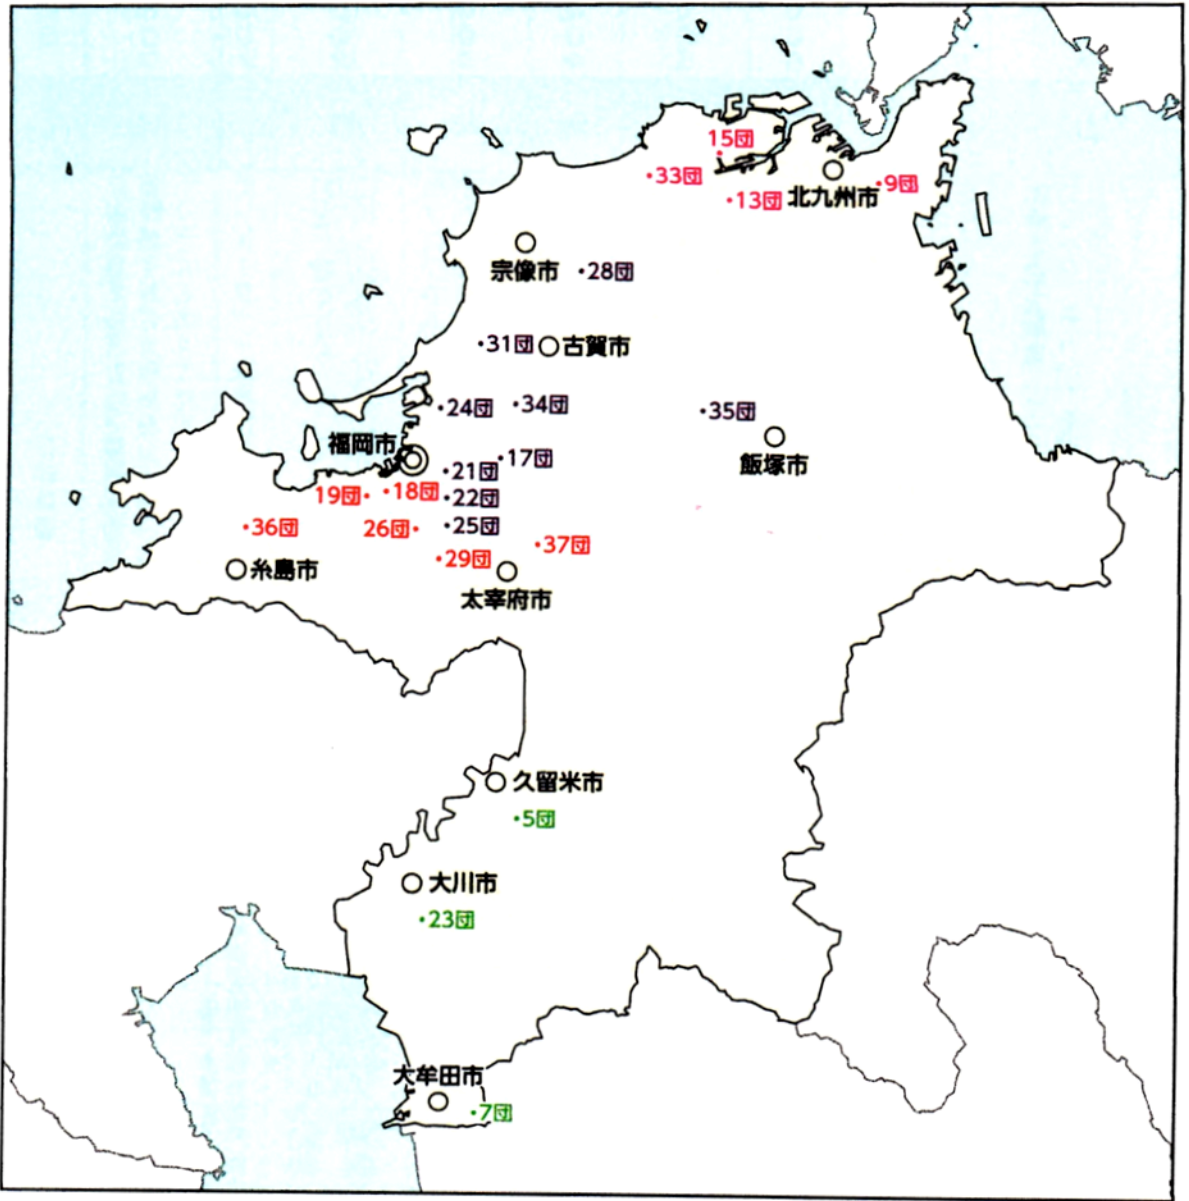 15団
・33団
・9団
・13団
北九州市
宗像市
・28団
・31団
古賀市
・24団
・34団
・35団
福岡市
飯塚市
・17団
・21団
19団・
・18団
・22団
・36団
26団・
・25団
・37団
・29団
糸島市
太宰府市
久留米市
・5団
大川市
・23団
大牟田市
・7団